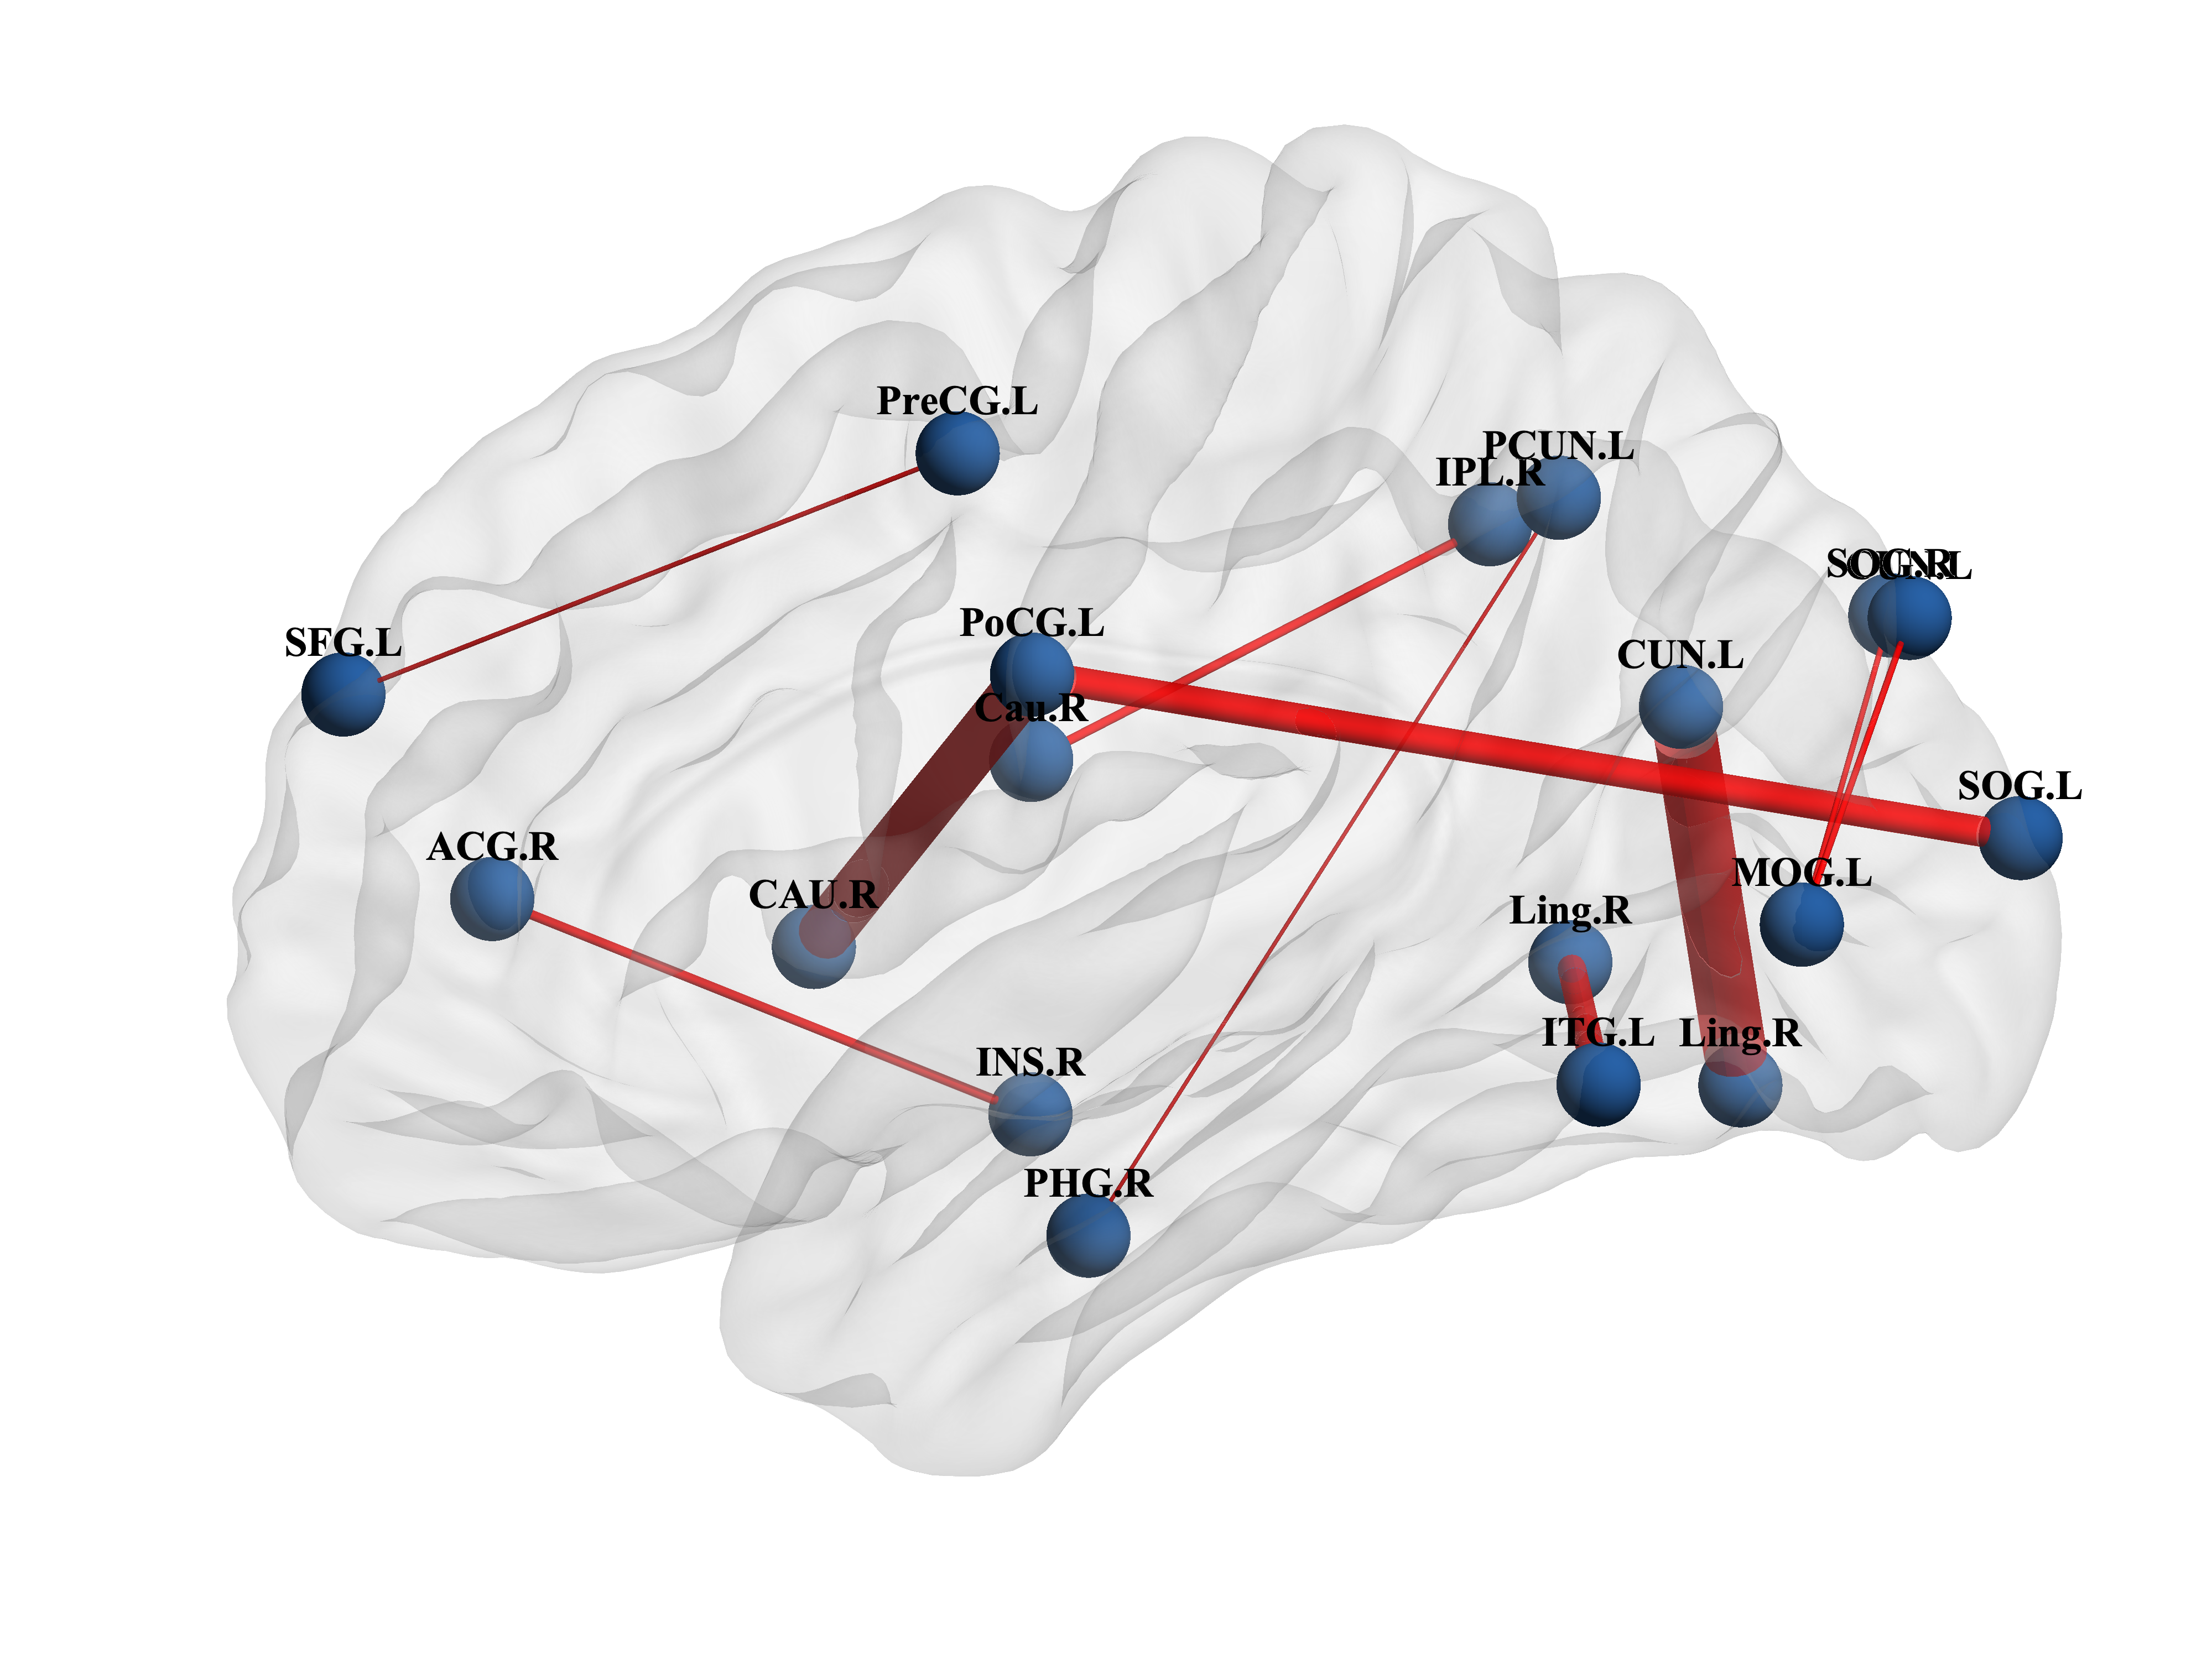 PreCG.L
PCUN.L
IPL.R
SOG.R
CUN.L
PoCG.L
SFG.L
CUN.L
Cau.R
SOG.L
ACG.R
MOG.L
CAU.R
Ling.R
ITG.L
Ling.R
INS.R
PHG.R